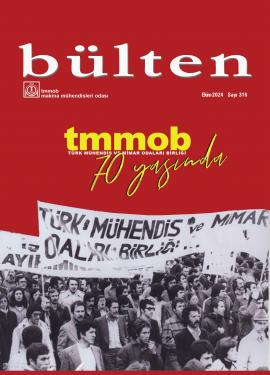 bülten
tmmob
makina mühendisleri odası
Ekim 2024 Sayı 316
tmmob
TÜRK MÜHENDİS VE MİMAR ODALARI BİRLİĞİ
70 yaşında
TÜRK MÜHENDİS ve MİMAR
ODALARI BİRLİĞİ